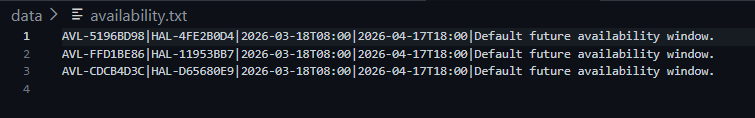 data > availability.txt
1 AVL-5196BD98|HAL-4FE2B0D4|2026-03-18T08:00|2026-04-17T18:00|Default future availability window.
2 AVL-FFD1BE86|HAL-11953BB7|2026-03-18T08:00|2026-04-17T18:00|Default future availability window.
3 AVL-CDCB4D3C|HAL-D65680E9|2026-03-18T08:00|2026-04-17T18:00|Default future availability window.
4